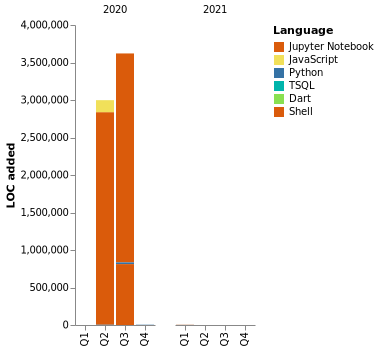 2020
2021
4,000,000
3,500,000
3,000,000
2,500,000
2,000,000
1,500,000
1,000,000
500,000
0
LOC added
Q1
Q2
Q3
Q4
Q1
Q2
Q3
Q4
Language
Jupyter Notebook
JavaScript
Python
TSQL
Dart
Shell